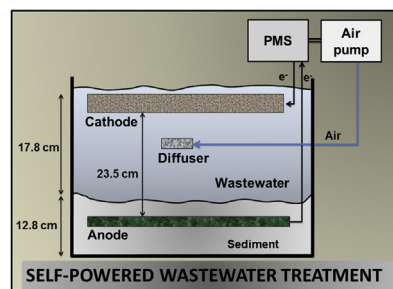 PMS
Air
pump
e-
e-
Cathode
Diffuser
Air
17.8 cm
23.5 cm
Wastewater
12.8 cm
Anode
Sediment
SELF-POWERED WASTEWATER TREATMENT